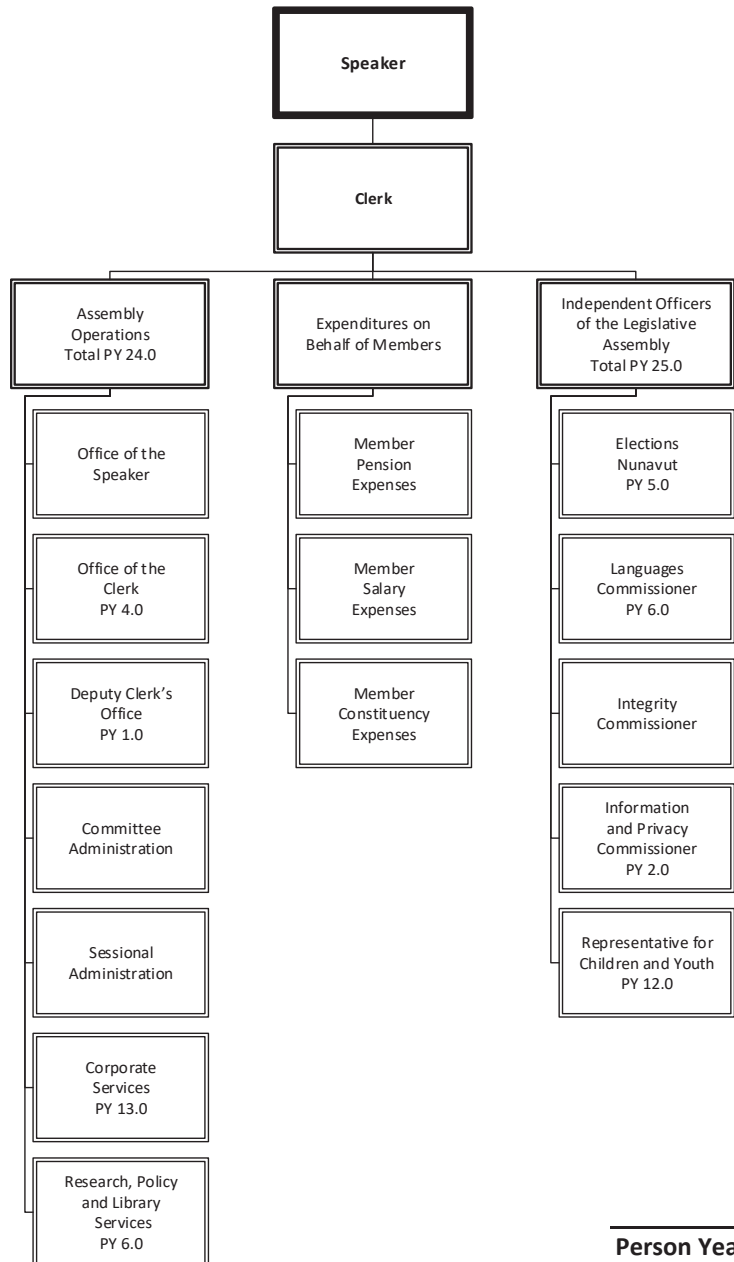 Speaker
Clerk
Assembly
Operations
Total PY 24.0
Office of the
Speaker
Office of the
Clerk
PY 4.0
Deputy Clerk's
Office
PY 1.0
Committee
Administration
Sessional
Administration
Corporate
Services
PY 13.0
Research, Policy
and Library
Services
PY 6.0
Expenditures on
Behalf of Members
Member
Pension
Expenses
Member
Salary
Expenses
Member
Constituency
Expenses
Independent Officers
of the Legislative
Assembly
Total PY 25.0
Elections
Nunavut
PY 5.0
Languages
Commissioner
PY 6.0
Integrity
Commissioner
Information
and Privacy
Commissioner
PY 2.0
Representative for
Children and Youth
PY 12.0
Person